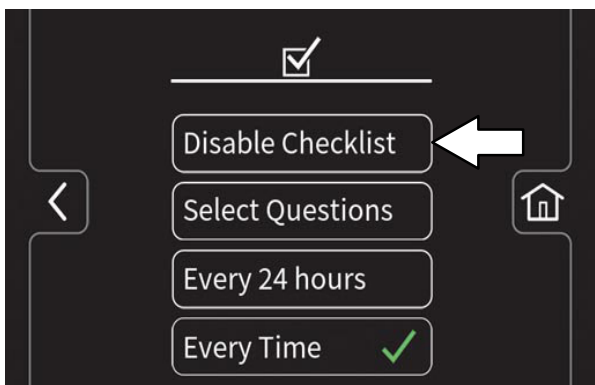 Disable Checklist
Select Questions
Every 24 hours
Every Time